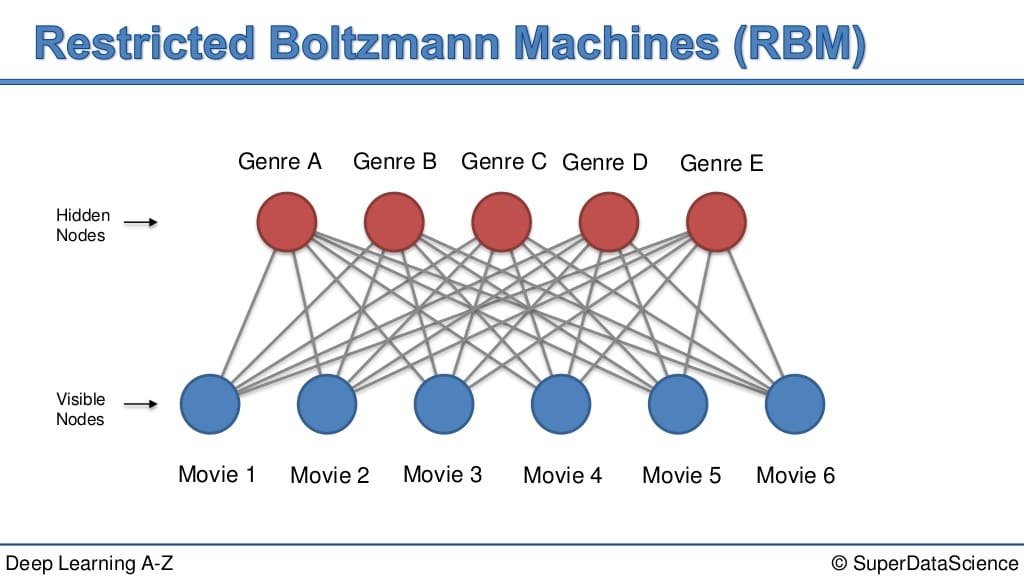 Restricted Boltzmann Machines (RBM)
Genre A Genre B Genre C Genre D Genre E
Hidden
Nodes
Visible
Nodes
Movie 1 Movie 2 Movie 3 Movie 4 Movie 5 Movie 6
Deep Learning A-Z
© SuperDataScience